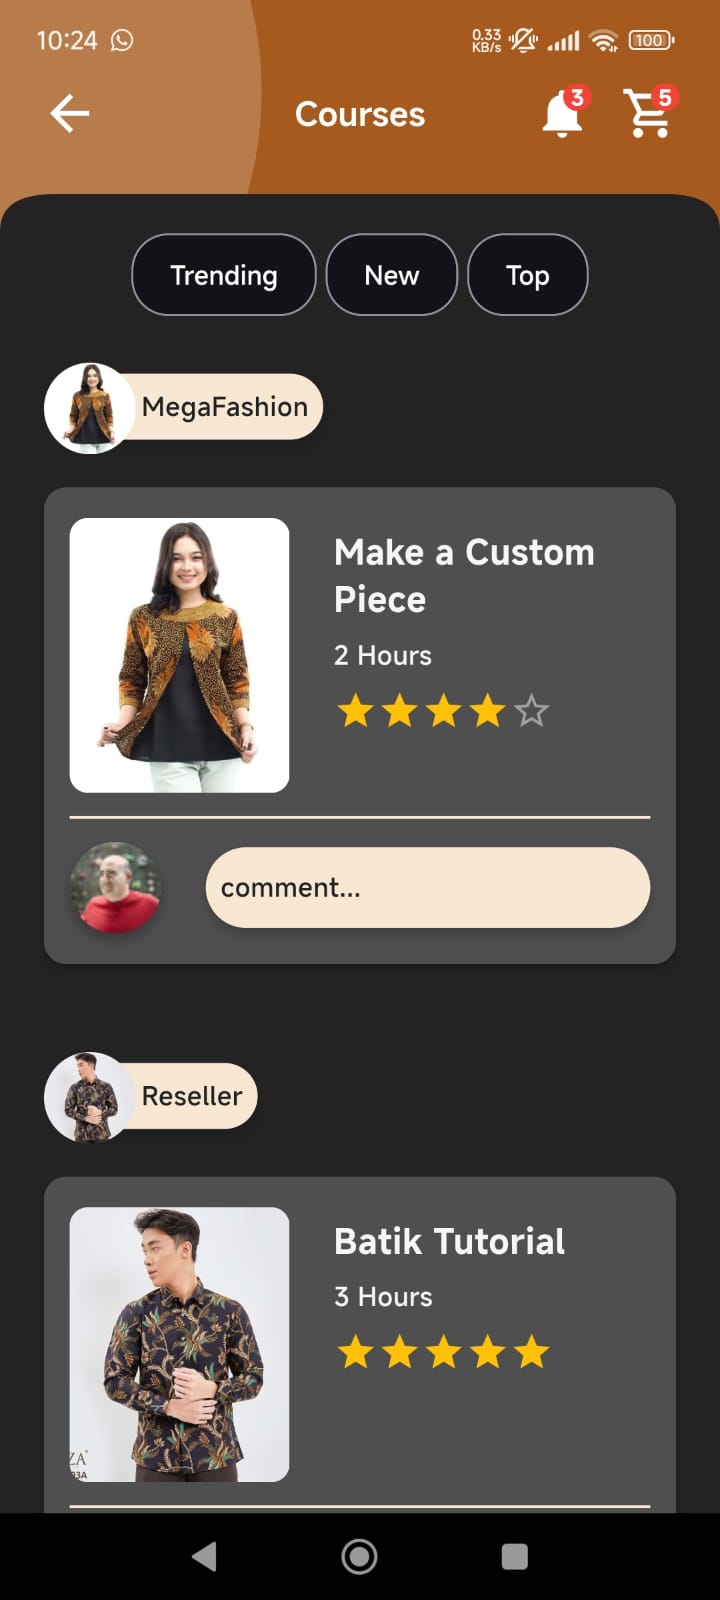 10:24
0.33
KB/s
100
Courses
3
5
Trending
New
Top
MegaFashion
Make a Custom
Piece
2 Hours
comment...
Reseller
Batik Tutorial
3 Hours
ZA
03A